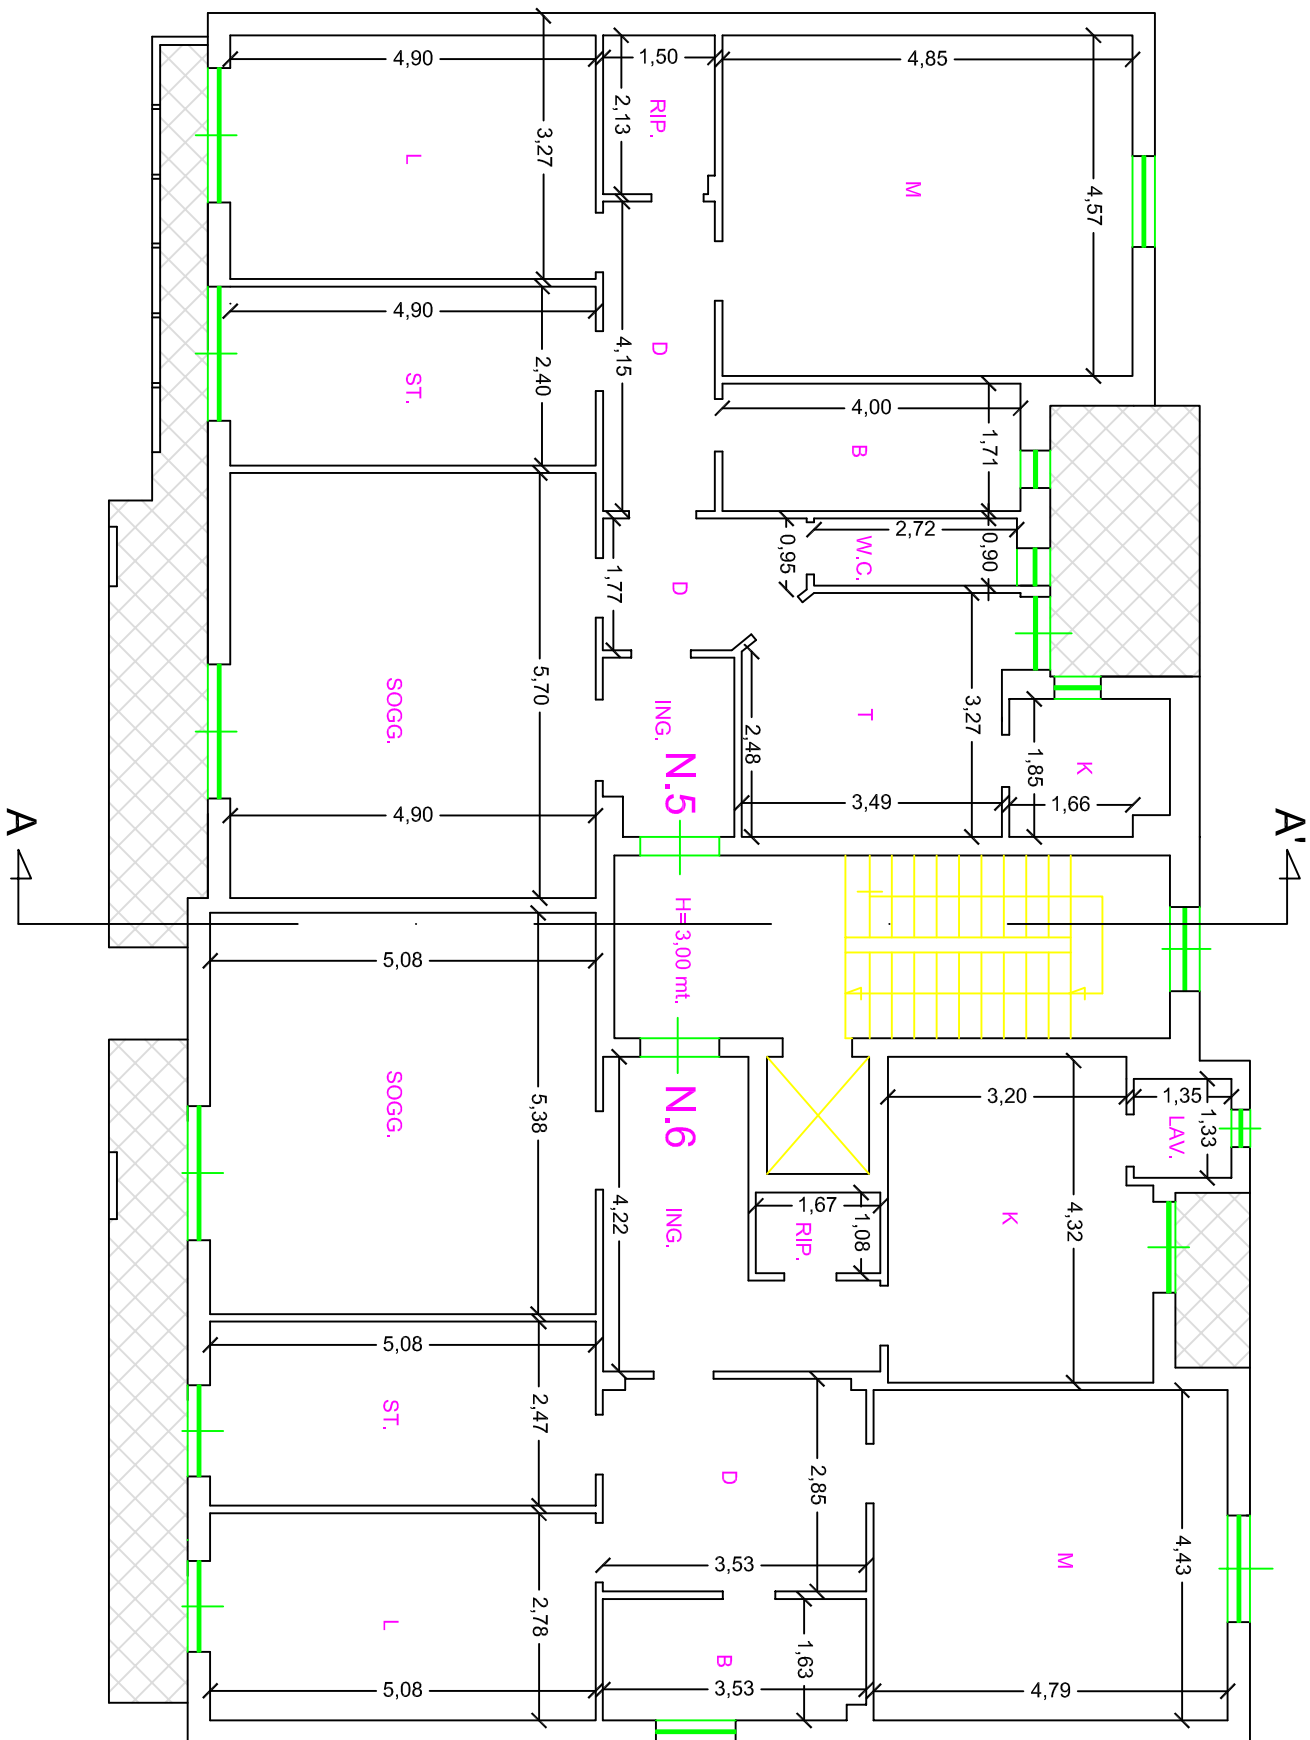 4,90
1,50
4,85
2,13
RIP.
3,27
L
M
4,57
4,90
4,15
D
2,40
ST.
4,00
B
1,71
2,72
0,95
W.C.
0,90
1,77
D
5,70
SOGG.
ING.
N.5
2,48
T
3,27
K
1,85
4,90
3,49
1,66
A
A'
H=3,00 mt.
5,08
SOGG.
5,38
N.6
3,20
1,35
1,33
LAV.
4,22
ING.
1,67
RIP.
1,08
K
4,32
5,08
2,47
ST.
D
2,85
3,53
M
4,43
2,78
L
B
1,63
5,08
3,53
4,79